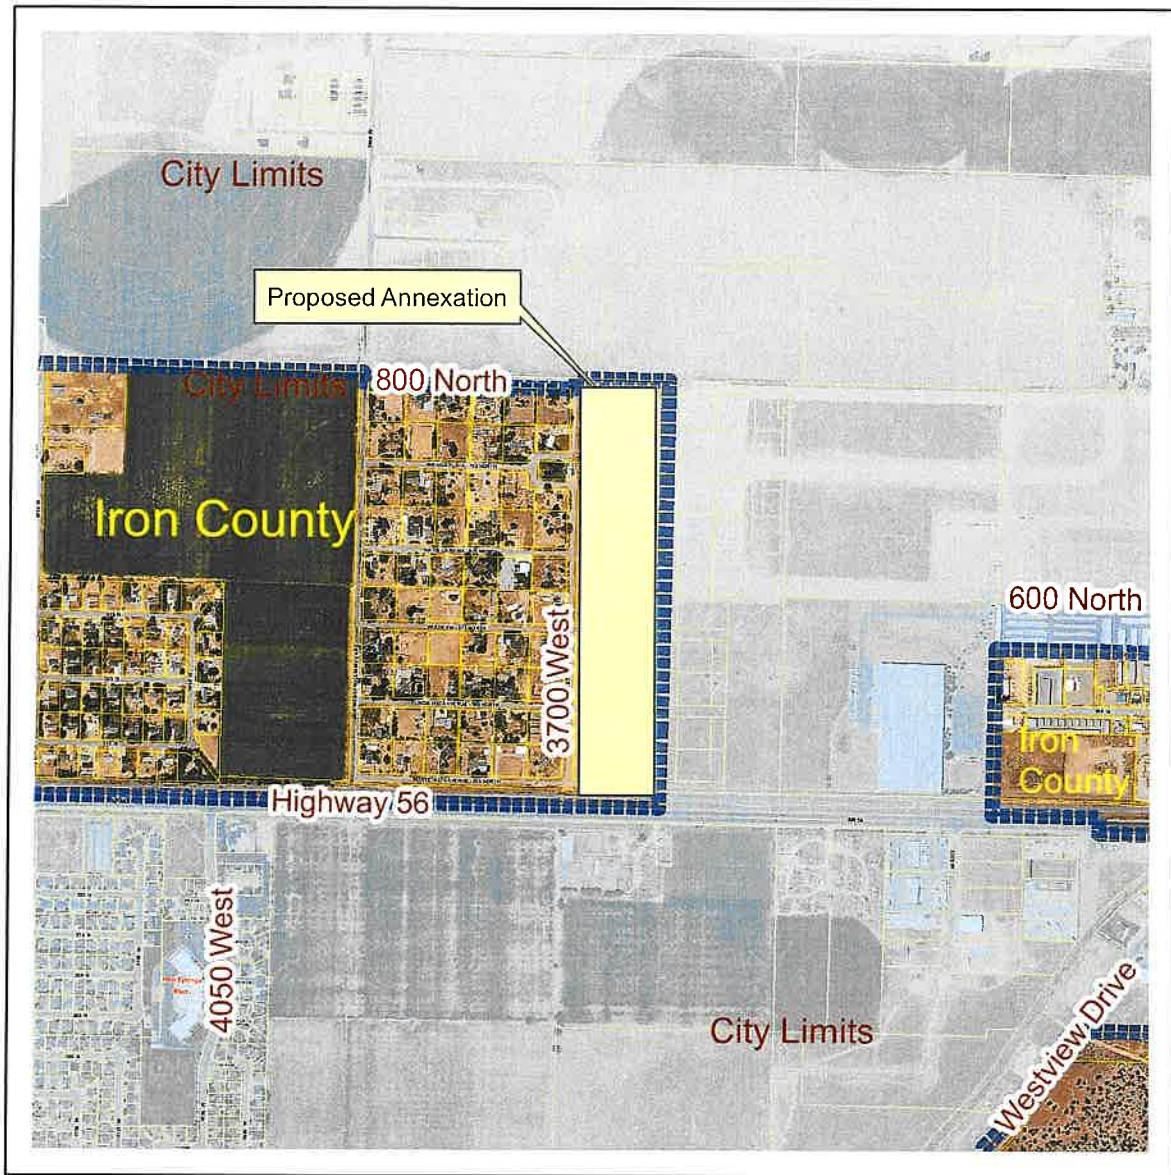 City Limits
Proposed Annexation
City Limits
800 North
Iron County
600 North
3700 West
Iron
County
Highway 56
4050 West
City Limits
Westview Drive